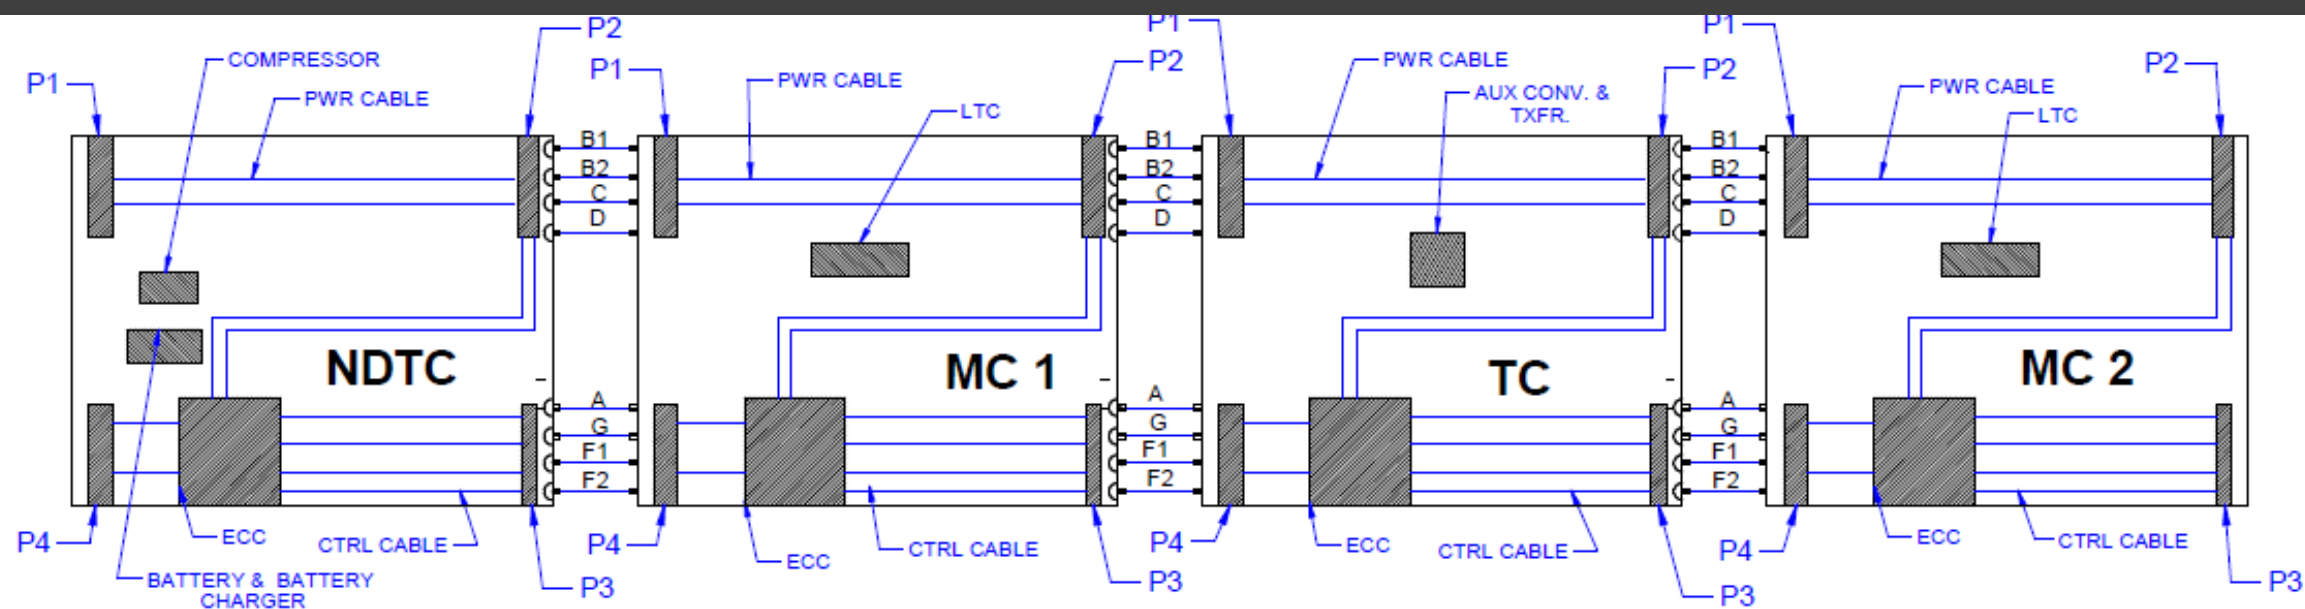 P1
COMPRESSOR
PWR CABLE
P2
P1
PWR CABLE
LTC
P2
P1
PWR CABLE
AUX CONV. &
TXFR.
P2
P1
PWR CABLE
LTC
P2
B1
B2
C
D
B1
B2
C
D
B1
B2
C
D
NDTC
MC 1
TC
MC 2
A
G
F1
F2
A
G
F1
F2
A
G
F1
F2
P4
ECC
CTRL CABLE
BATTERY & BATTERY
CHARGER
P3
P4
ECC
CTRL CABLE
P3
P4
ECC
CTRL CABLE
P3
P4
ECC
CTRL CABLE
P3